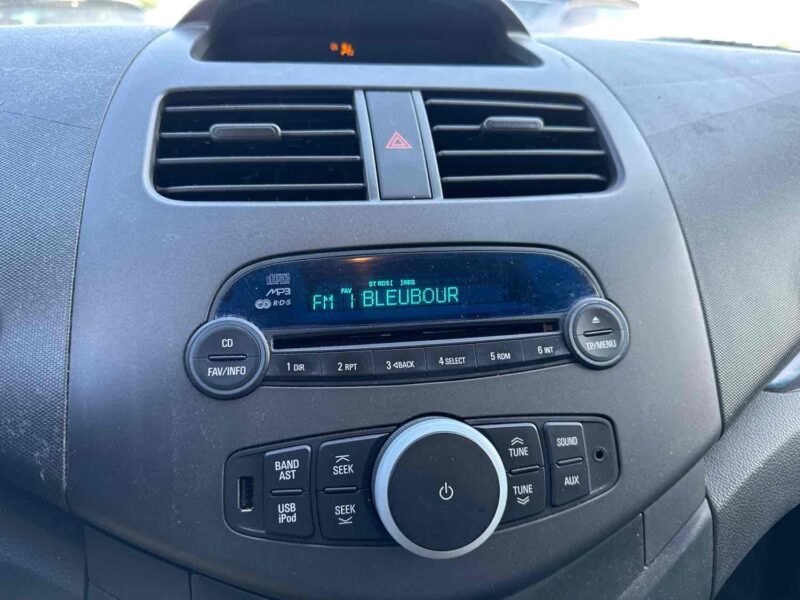 ST RDS[ ]REG
FAV
FM 1 BLEUBOUR
MP3
R·D·S
CD
FAV/INFO
1 DIR
2 RPT
3 ◁BACK
4 SELECT
5 RDM
6 INT
TP/MENU
BAND
AST
USB
iPod
SEEK
SEEK
TUNE
TUNE
SOUND
AUX